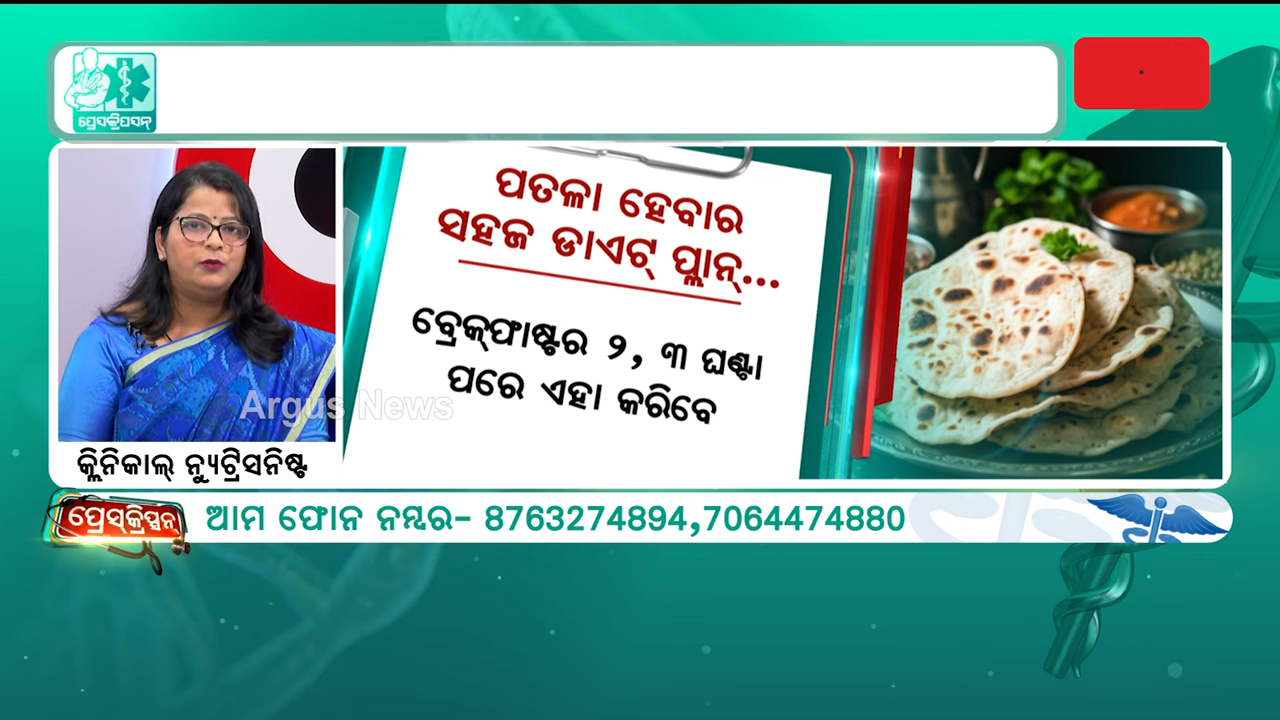 ପ୍ରେସକ୍ରିପସନ୍
ପତଳା ହେବାର
ସହଜ ଡାଏଟ୍ ପ୍ଲାନ୍...
ବ୍ରେକ୍‌ଫାଷ୍ଟର ୨, ୩ ଘଣ୍ଟା
ପରେ ଏହା କରିବେ
Argus News
କ୍ଲିନିକାଲ୍ ନ୍ୟୁଟ୍ରିସନିଷ୍ଟ
ପ୍ରେସ୍‌କ୍ରିପ୍ସନ୍
ଆମ ଫୋନ ନମ୍ବର- 8763274894,7064474880